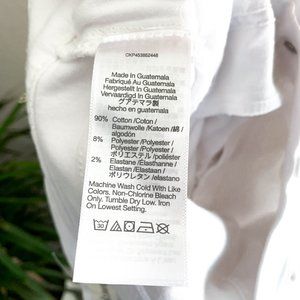 CKP453862448
Made In Guatemala
Fabriqué Au Guatemala
Hergestellt In Guatemala
Vervaardigd In Guatemala
グアテマラ製
hecho en guatemala
90% Cotton /Coton /
Baumwolle /Katoen /綿 /
algodón
8% Polyester /Polyester /
Polyester /Polyester /
ポリエステル /poliéster
2% Elastane /Elasthanne /
Elastan /Elastaan /
ポリウレタン /elastano
Machine Wash Cold With Like
Colors. Non-Chlorine Bleach
Only. Tumble Dry Low. Iron
On Lowest Setting.
30